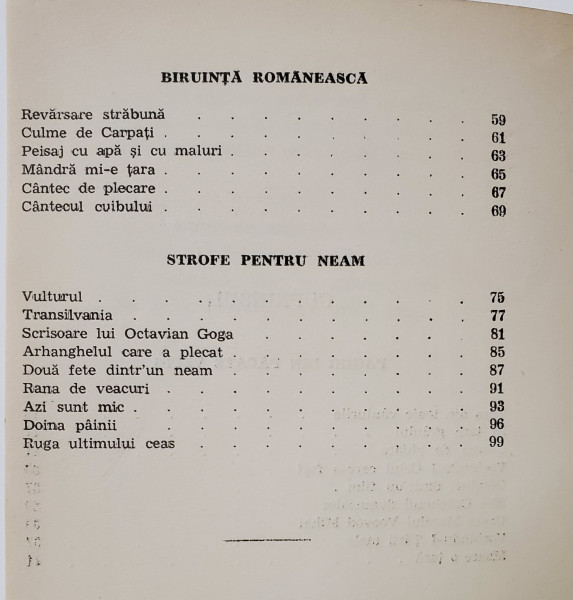 BIRUINȚĂ ROMÂNEASCĂ
Revărsare străbună . . . . . . . . . 59
Culme de Carpați . . . . . . . . . 61
Peisaj cu apă și cu maluri . . . . . . . 63
Mândră mi-e țara . . . . . . . . . 65
Cântec de plecare . . . . . . . . . 67
Cântecul cuibului . . . . . . . . . 69
STROFE PENTRU NEAM
Vulturul . . . . . . . . . . . 75
Transilvania . . . . . . . . . . 77
Scrisoare lui Octavian Goga . . . . . . 81
Arhanghelul care a plecat . . . . . . 85
Două fete dintr'un neam . . . . . . 87
Rana de veacuri . . . . . . . . . 91
Azi sunt mic . . . . . . . . . . 93
Doina pâinii . . . . . . . . . . 96
Ruga ultimului ceas . . . . . . . . 99